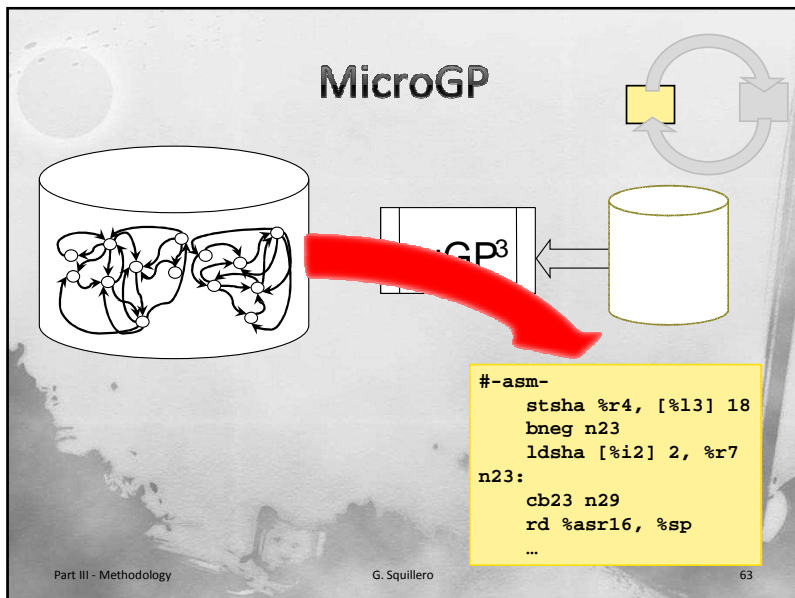 MicroGP
GP3
#-asm-
stsha %r4, [%l3] 18
bneg n23
ldsha [%i2] 2, %r7
n23:
cb23 n29
rd %asr16, %sp
…
Part III - Methodology
G. Squillero
63